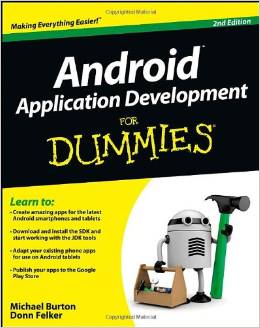 Making Everything Easier!™
2nd Edition
Android™
Application Development
FOR
DUMMIES®
Learn to:
• Create amazing apps for the latest
Android smartphones and tablets
• Download and install the SDK and
start working with the JDK tools
• Adapt your existing phone apps
for use on Android tablets
• Publish your apps to the Google
Play Store
Michael Burton
Donn Felker